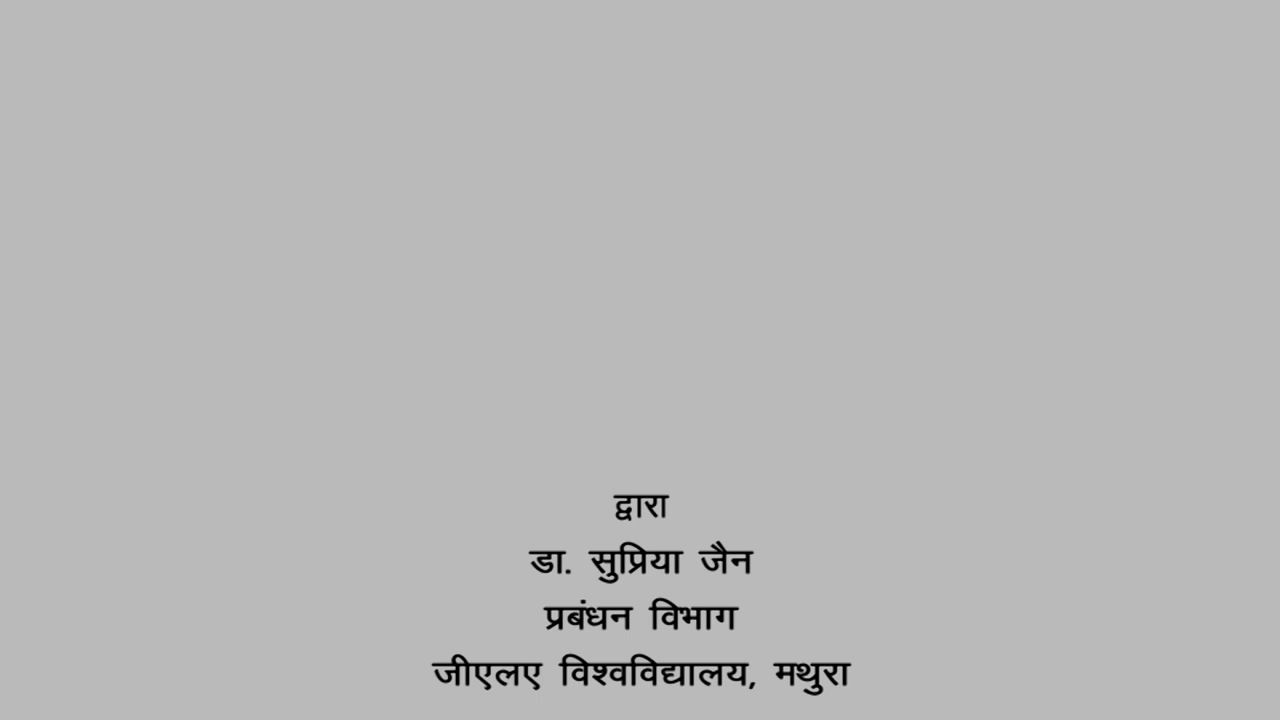 द्वारा
डा. सुप्रिया जैन
प्रबंधन विभाग
जीएलए विश्वविद्यालय, मथुरा